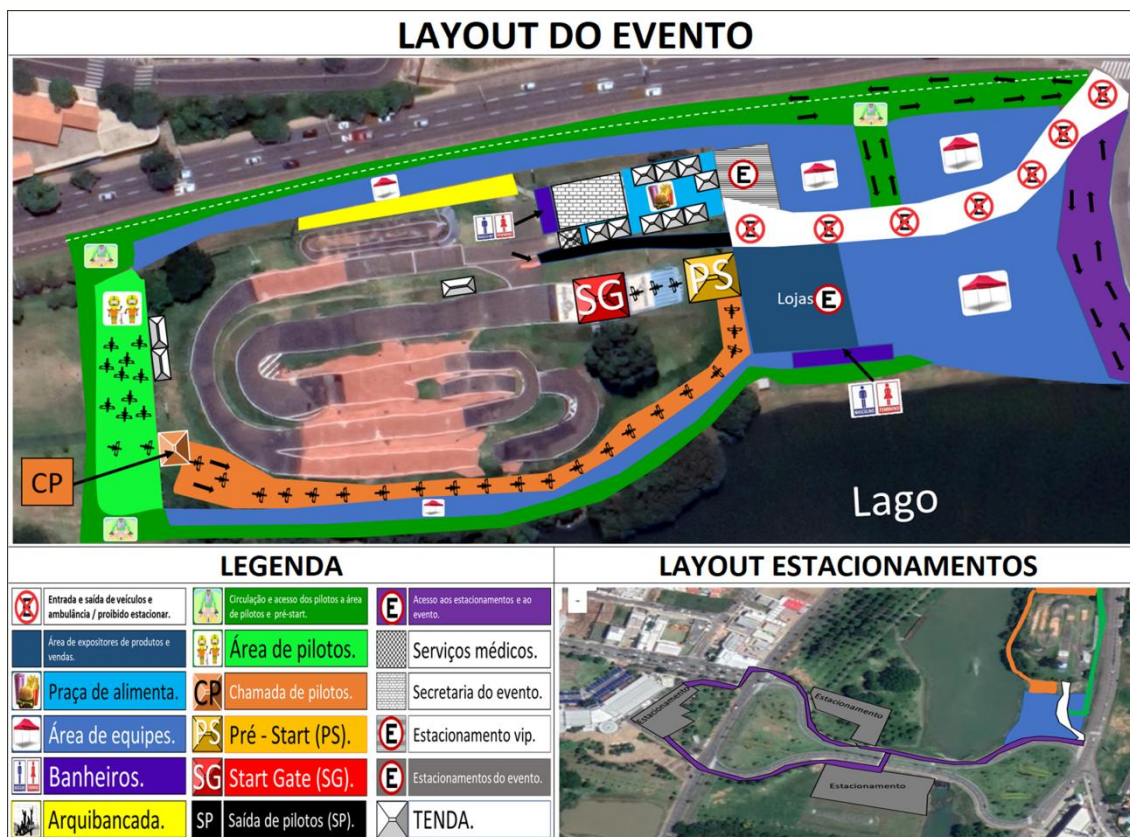 LAYOUT DO EVENTO
E
SG
PS
Lojas
E
MASCULINO
FEMININO
MASCULINO
FEMININO
CP
Lago
LEGENDA
Entrada e saída de veículos e
ambulância / proibido estacionar.
Circulação e acesso dos pilotos a área
de pilotos e pré-start.
E
Acesso aos estacionamentos e ao
evento.
Área de expositores de produtos e
vendas.
Área de pilotos.
Serviços médicos.
Praça de alimenta.
CP
Chamada de pilotos.
Secretaria do evento.
Área de equipes.
PS
Pré - Start (PS).
E
Estacionamento vip.
Banheiros.
SG
Start Gate (SG).
E
Estacionamentos do evento.
Arquibancada.
SP
Saída de pilotos (SP).
TENDA.
LAYOUT ESTACIONAMENTOS
Estacionamento
Estacionamento
Estacionamento